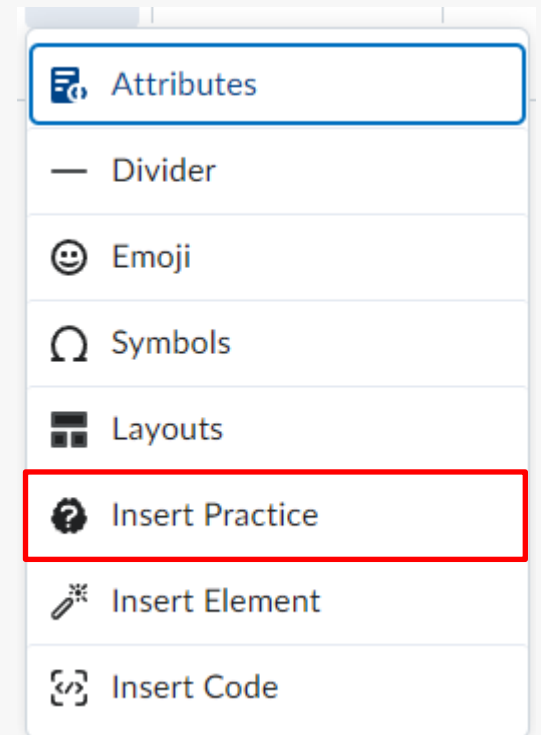 Attributes
Divider
Emoji
Symbols
Layouts
Insert Practice
Insert Element
Insert Code